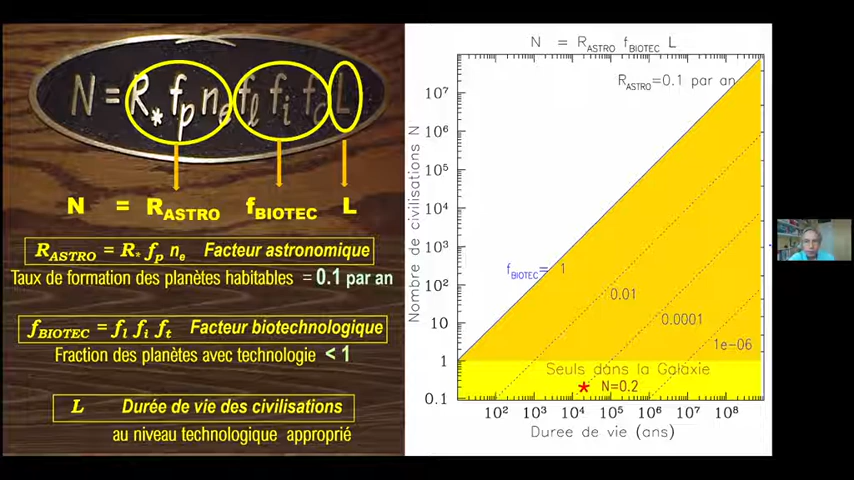 N = R* fp ne fl fi fc L
N = RASTRO fBIOTEC L
RASTRO = R* fp ne Facteur astronomique
Taux de formation des planètes habitables = 0.1 par an
fBIOTEC = fl fi ft Facteur biotechnologique
Fraction des planètes avec technologie < 1
L Durée de vie des civilisations
au niveau technologique approprié
N = RASTRO fBIOTEC L
RASTRO=0.1 par an
Nombre de civilisations N
10⁷
10⁶
10⁵
10⁴
10³
10²
10
1
0.1
fBIOTEC= 1
0.01
0.0001
1e-06
Seuls dans la Galaxie
N=0.2
10² 10³ 10⁴ 10⁵ 10⁶ 10⁷ 10⁸
Duree de vie (ans)